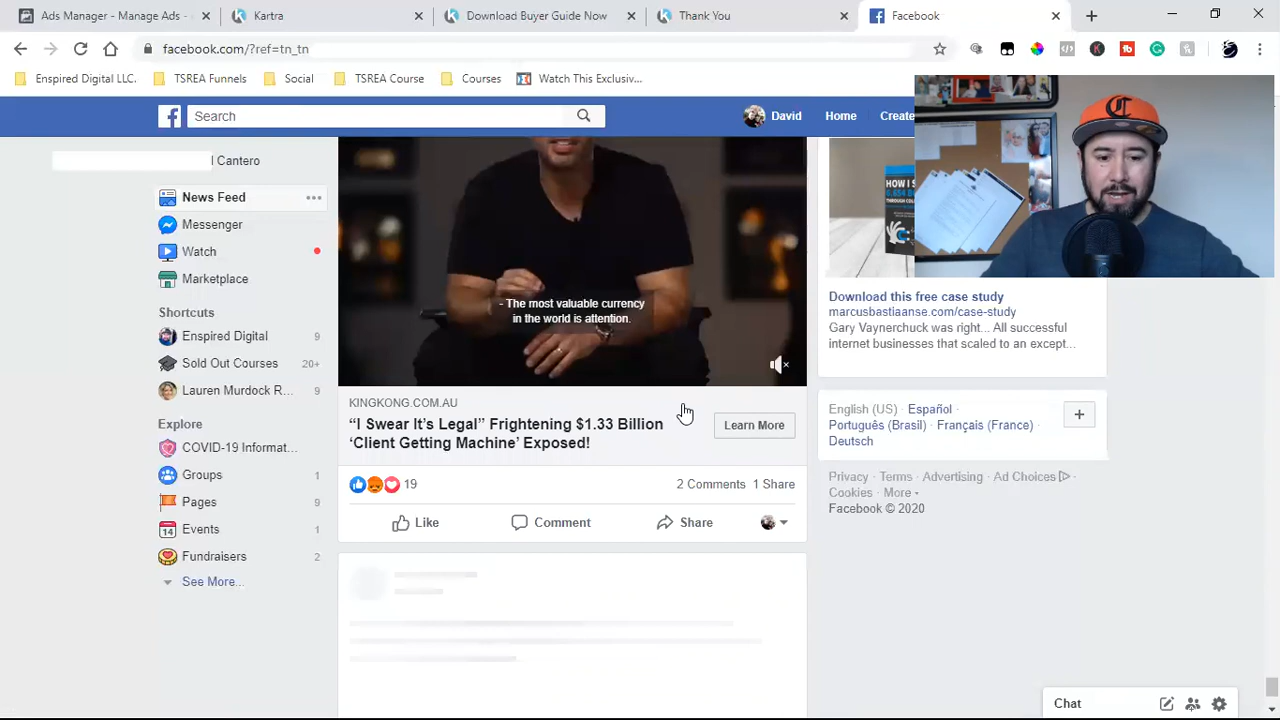 Ads Manager - Manage Ads -
Kartra
Download Buyer Guide Now
Thank You
Facebook
facebook.com/?ref=tn_tn
Enspired Digital LLC.
TSREA Funnels
Social
TSREA Course
Courses
Watch This Exclusiv...
Search
David
Home
Create
l Cantero
News Feed
Messenger
Watch
Marketplace
Shortcuts
Enspired Digital 9
Sold Out Courses 20+
Lauren Murdock R... 9
Explore
COVID-19 Informat...
Groups 1
Pages 9
Events 1
Fundraisers 2
See More...
- The most valuable currency
in the world is attention.
KINGKONG.COM.AU
“I Swear It’s Legal” Frightening $1.33 Billion
‘Client Getting Machine’ Exposed!
Learn More
19
2 Comments 1 Share
Like
Comment
Share
HOW I S
6,654 B
THROUGH COL
Download this free case study
marcusbastiaanse.com/case-study
Gary Vaynerchuck was right... All successful
internet businesses that scaled to an except...
English (US) · Español ·
Português (Brasil) · Français (France) ·
Deutsch
Privacy · Terms · Advertising · Ad Choices ·
Cookies · More
Facebook © 2020
Chat